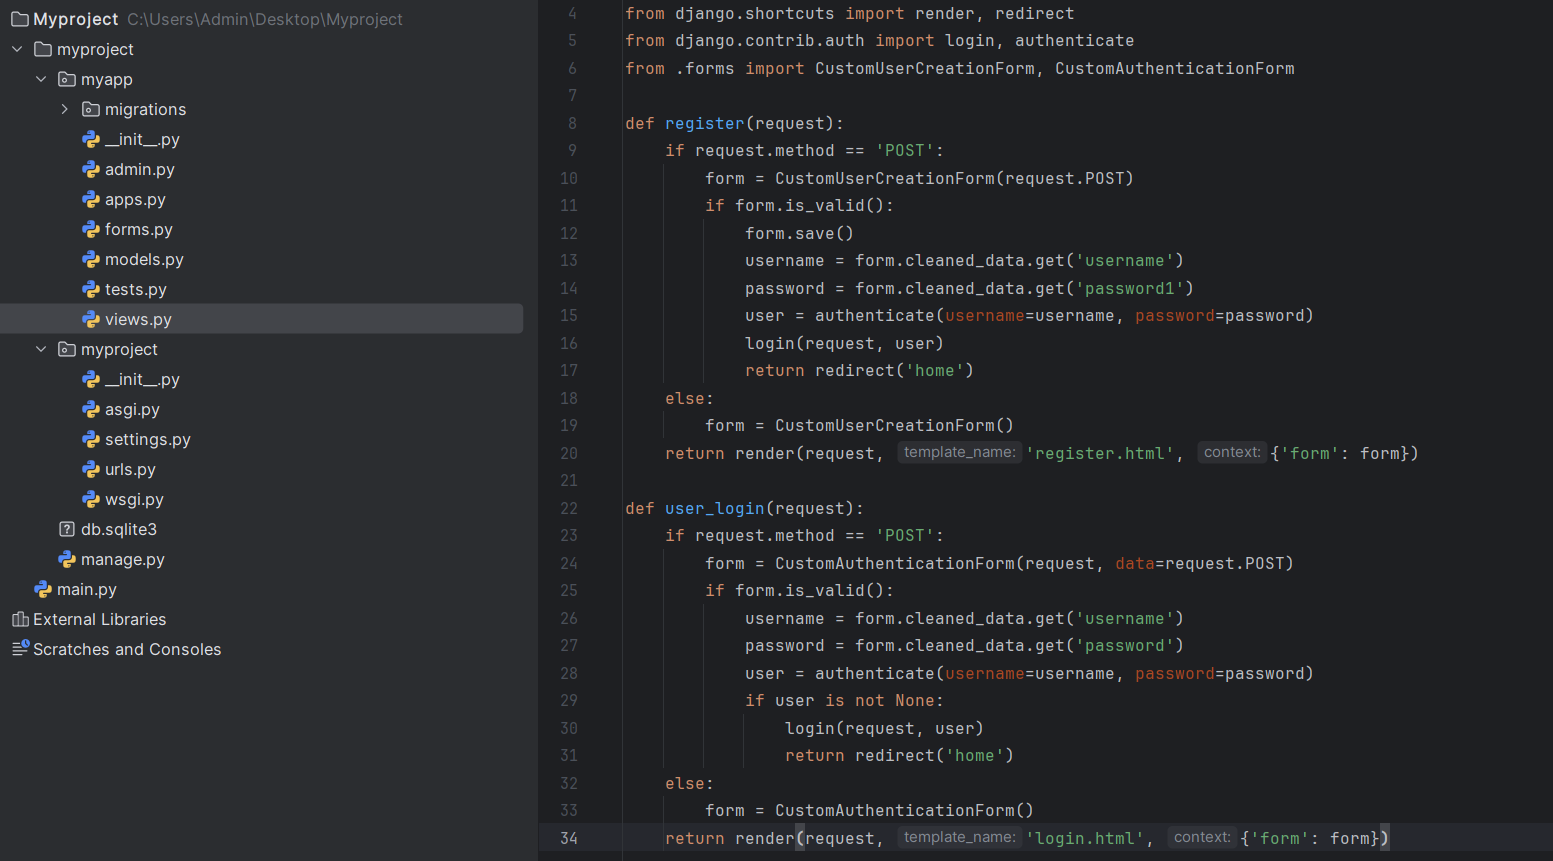 Myproject C:\Users\Admin\Desktop\Myproject
myproject
myapp
migrations
__init__.py
admin.py
apps.py
forms.py
models.py
tests.py
views.py
myproject
__init__.py
asgi.py
settings.py
urls.py
wsgi.py
db.sqlite3
manage.py
main.py
External Libraries
Scratches and Consoles
4 from django.shortcuts import render, redirect
5 from django.contrib.auth import login, authenticate
6 from .forms import CustomUserCreationForm, CustomAuthenticationForm
7
8 def register(request):
9 if request.method == 'POST':
10 form = CustomUserCreationForm(request.POST)
11 if form.is_valid():
12 form.save()
13 username = form.cleaned_data.get('username')
14 password = form.cleaned_data.get('password1')
15 user = authenticate(username=username, password=password)
16 login(request, user)
17 return redirect('home')
18 else:
19 form = CustomUserCreationForm()
20 return render(request, template_name: 'register.html', context: {'form': form})
21
22 def user_login(request):
23 if request.method == 'POST':
24 form = CustomAuthenticationForm(request, data=request.POST)
25 if form.is_valid():
26 username = form.cleaned_data.get('username')
27 password = form.cleaned_data.get('password')
28 user = authenticate(username=username, password=password)
29 if user is not None:
30 login(request, user)
31 return redirect('home')
32 else:
33 form = CustomAuthenticationForm()
34 return render(request, template_name: 'login.html', context: {'form': form})